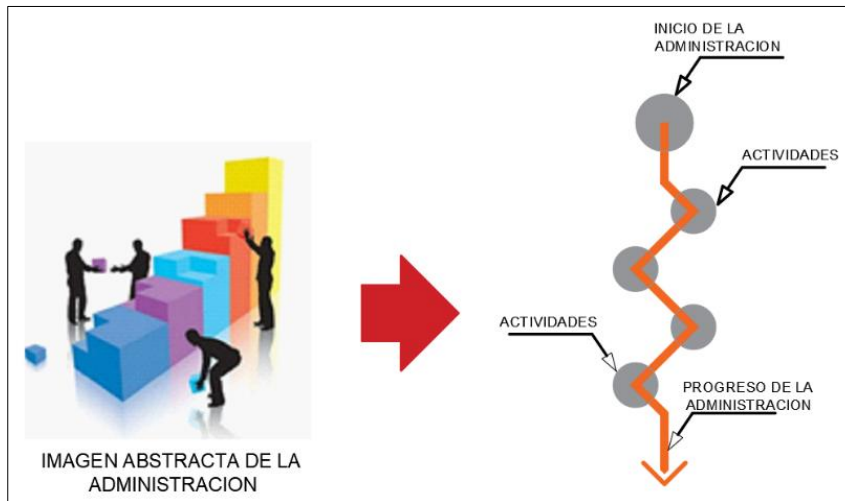 IMAGEN ABSTRACTA DE LA
ADMINISTRACION
INICIO DE LA
ADMINISTRACION
ACTIVIDADES
ACTIVIDADES
PROGRESO DE LA
ADMINISTRACION